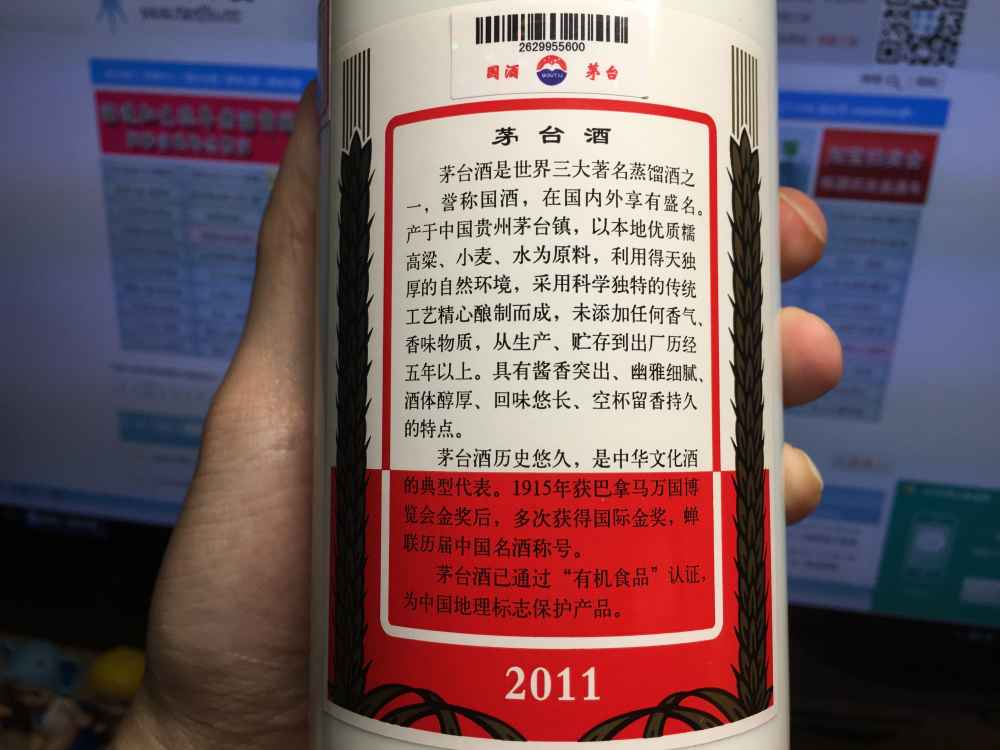 2629955600
国酒 MOUTAI 茅台
茅台酒
茅台酒是世界三大著名蒸馏酒之
一，誉称国酒，在国内外享有盛名。
产于中国贵州茅台镇，以本地优质糯
高粱、小麦、水为原料，利用得天独
厚的自然环境，采用科学独特的传统
工艺精心酿制而成，未添加任何香气、
香味物质，从生产、贮存到出厂历经
五年以上。具有酱香突出、幽雅细腻、
酒体醇厚、回味悠长、空杯留香持久
的特点。
茅台酒历史悠久，是中华文化酒
的典型代表。1915年获巴拿马万国博
览会金奖后，多次获得国际金奖，蝉
联历届中国名酒称号。
茅台酒已通过“有机食品”认证，
为中国地理标志保护产品。
2011